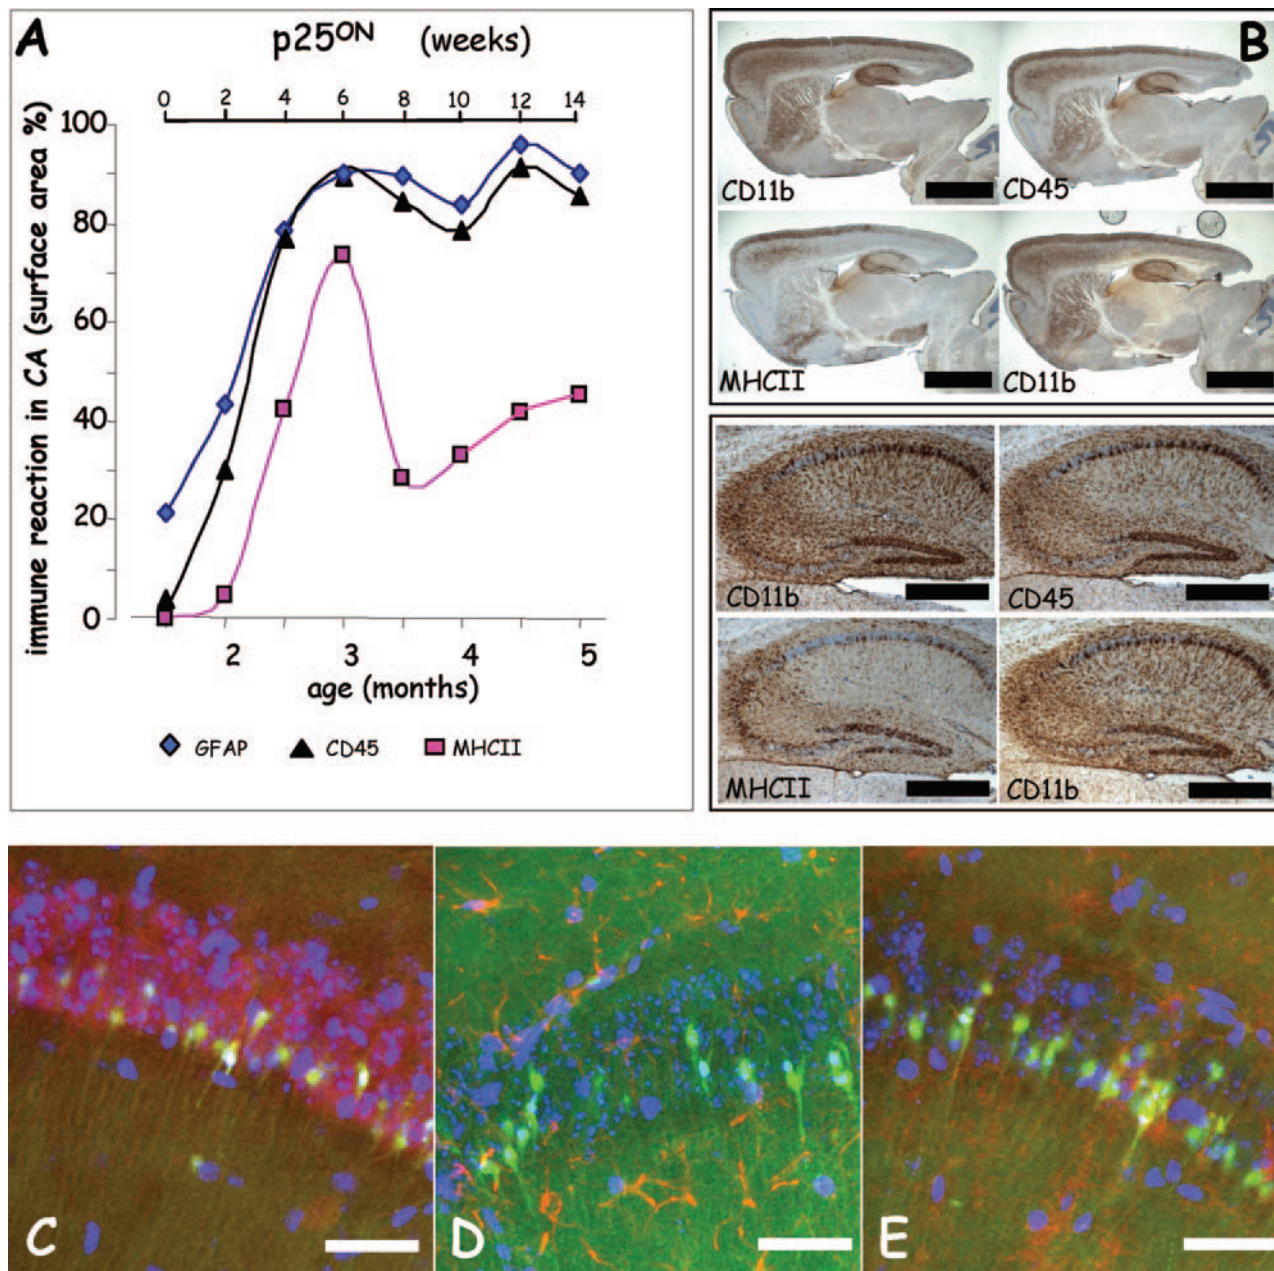 A
p25ON (weeks)
0 2 4 6 8 10 12 14
immune reaction in CA (surface area %)
100
80
60
40
20
0
2 3 4 5
age (months)
GFAP CD45 MHCII
B
CD11b CD45
MHCII CD11b
CD11b CD45
MHCII CD11b
C D E